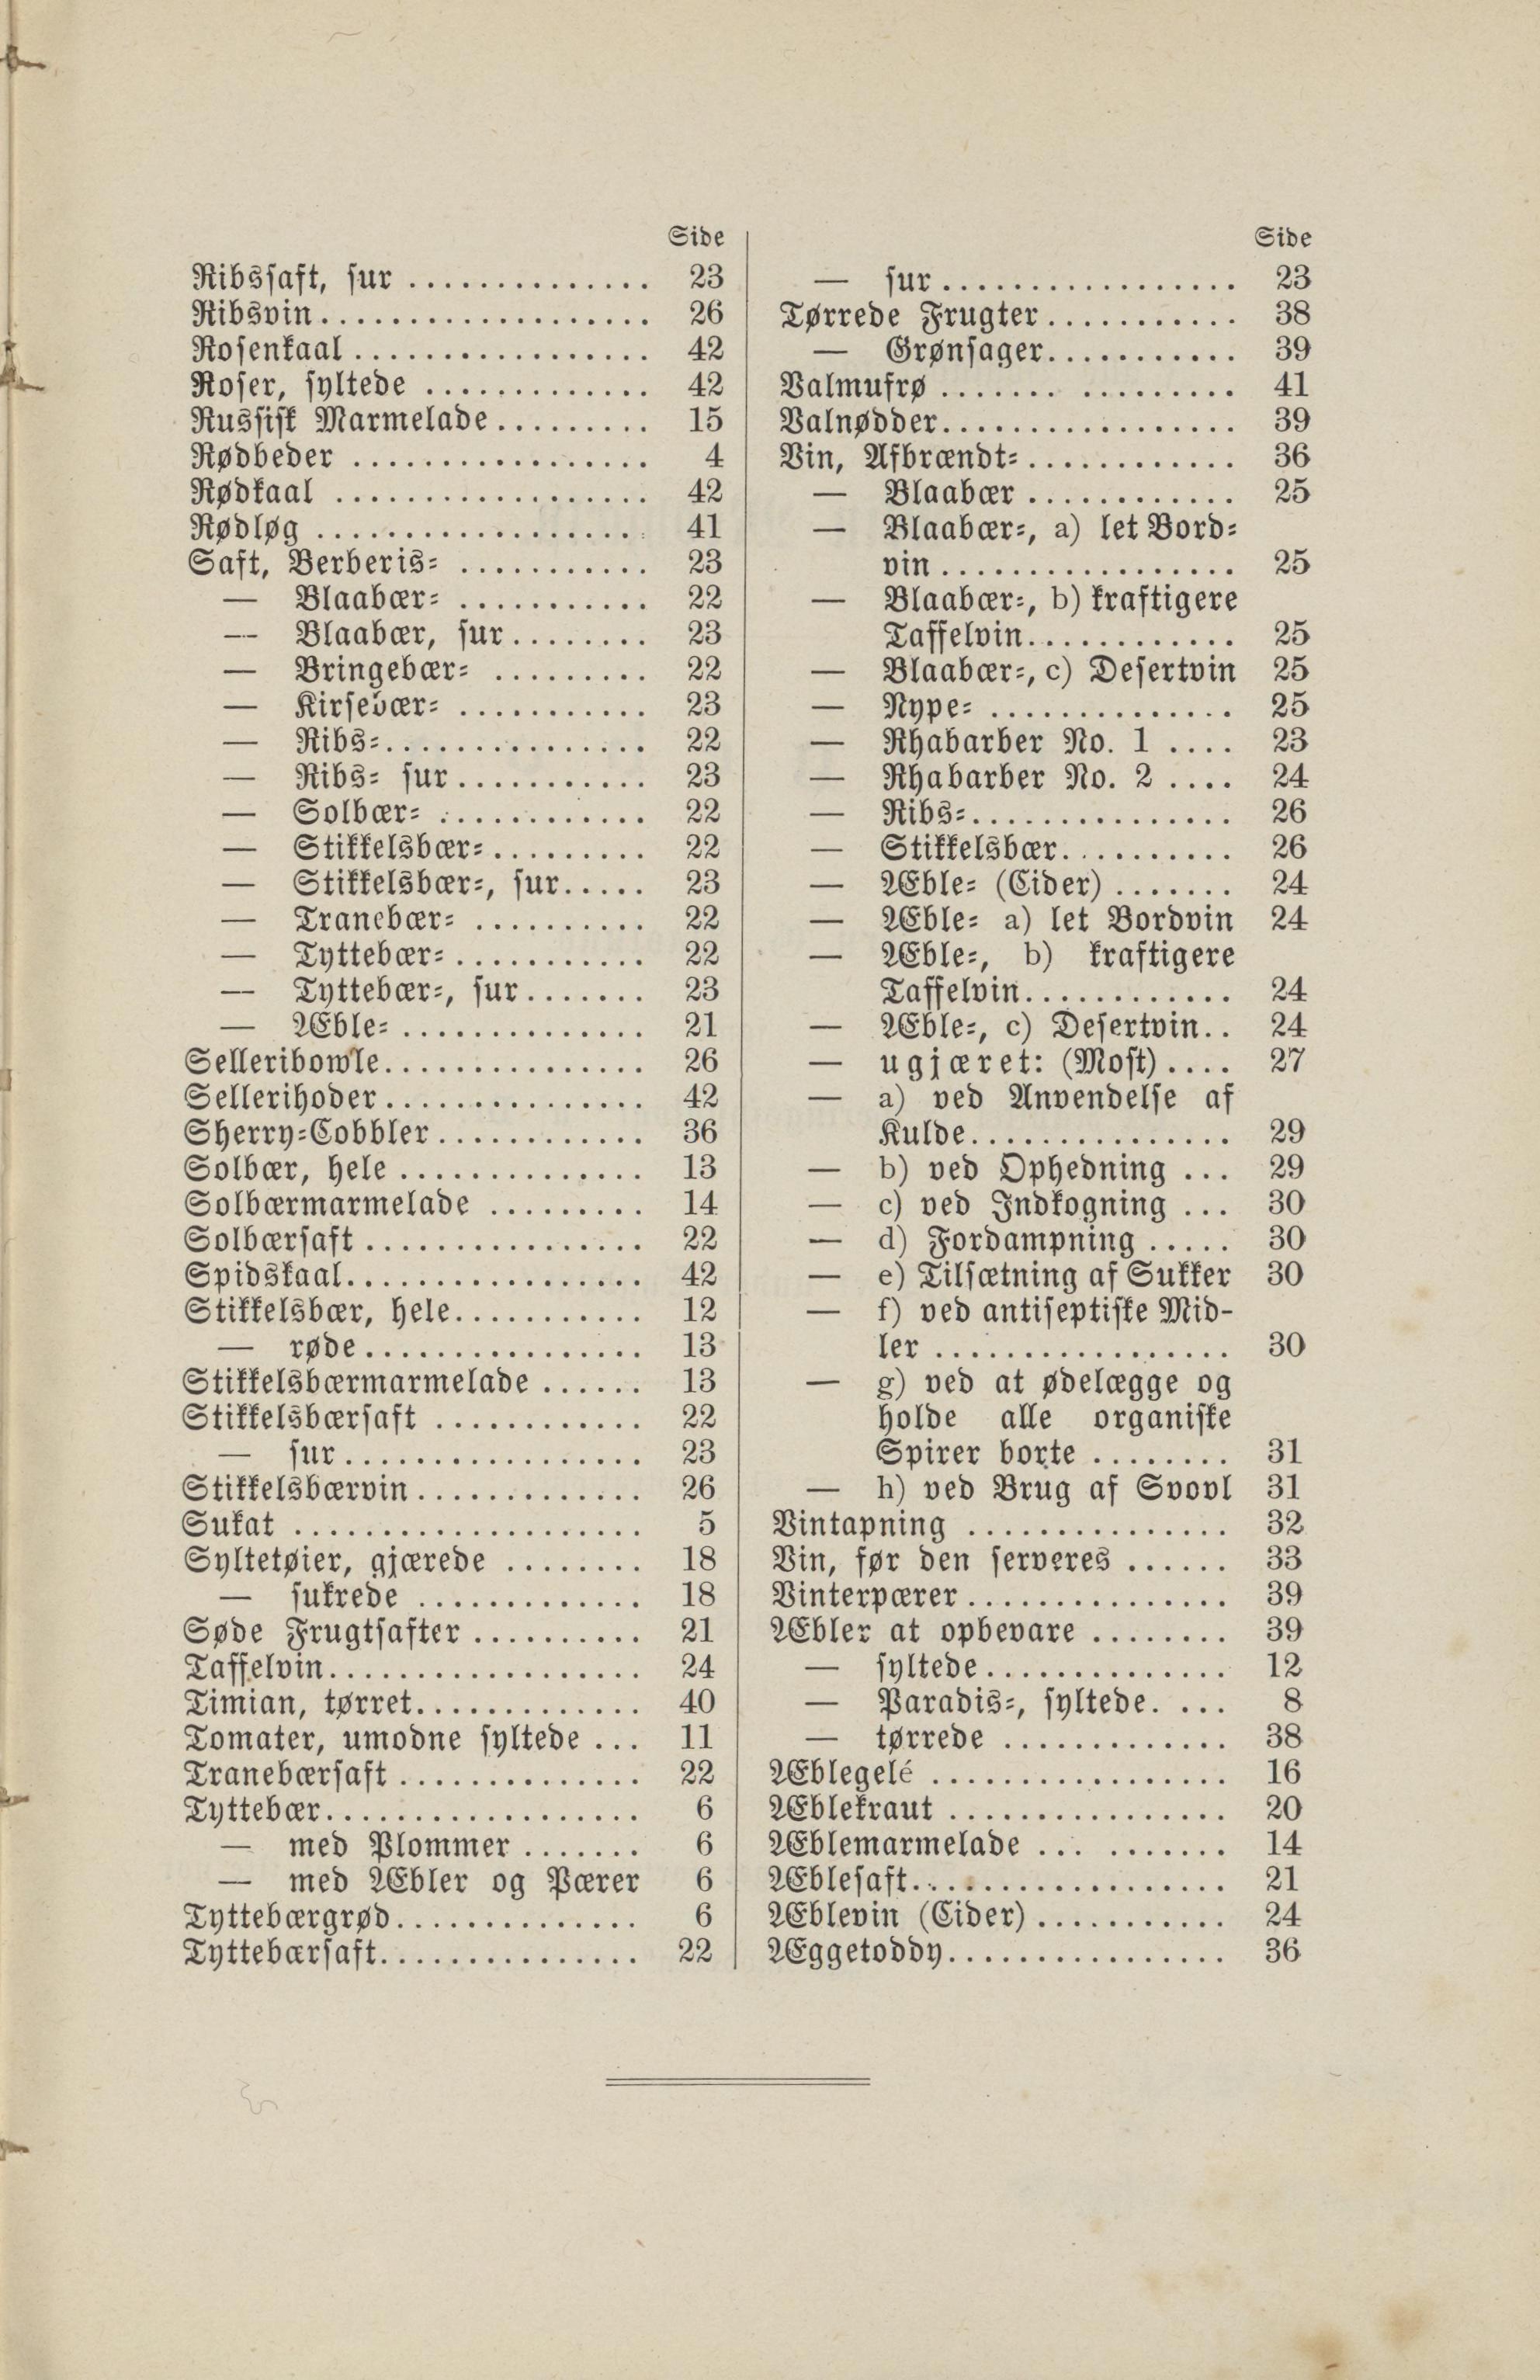 Side
Ribssaft, sur .............. 23
Ribsvin................... 26
Rosenkaal................. 42
Roser, syltede ............. 42
Russisk Marmelade......... 15
Rødbeder ................. 4
Rødkaal .................. 42
Rødløg ................... 41
Saft, Berberis- ........... 23
— Blaabær- ........... 22
— Blaabær, sur........ 23
— Bringebær- ......... 22
— Kirsebær- ........... 23
— Ribs-............... 22
— Ribs- sur........... 23
— Solbær- ............ 22
— Stikkelsbær-......... 22
— Stikkelsbær-, sur..... 23
— Tranebær- .......... 22
— Tyttebær-........... 22
— Tyttebær-, sur....... 23
— Æble-.............. 21
Selleribowle............... 26
Sellerihoder............... 42
Sherry-Cobbler............ 36
Solbær, hele .............. 13
Solbærmarmelade ......... 14
Solbærsaft................ 22
Spidskaal................. 42
Stikkelsbær, hele........... 12
— røde................ 13
Stikkelsbærmarmelade ...... 13
Stikkelsbærsaft ............ 22
— sur................. 23
Stikkelsbærvin............. 26
Sukat .................... 5
Syltetøier, gjærede ........ 18
— sukrede ............. 18
Søde Frugtsafter.......... 21
Taffelvin.................. 24
Timian, tørret............. 40
Tomater, umodne syltede ... 11
Tranebærsaft.............. 22
Tyttebær.................. 6
— med Plommer....... 6
— med Æbler og Pærer 6
Tyttebærgrød.............. 6
Tyttebærsaft............... 22
Side
— sur................. 23
Tørrede Frugter........... 38
— Grønsager........... 39
Valmufrø ....... ......... 41
Valnødder................. 39
Vin, Afbrændt-............ 36
— Blaabær ............ 25
— Blaabær-, a) let Bord-
vin................. 25
— Blaabær-, b) kraftigere
Taffelvin............ 25
— Blaabær-, c) Desertvin 25
— Nype- .............. 25
— Rhabarber No. 1 .... 23
— Rhabarber No. 2 .... 24
— Ribs-............... 26
— Stikkelsbær.......... 26
— Æble- (Cider) ....... 24
— Æble- a) let Bordvin 24
— Æble-, b) kraftigere
Taffelvin............ 24
— Æble-, c) Desertvin.. 24
— ugjæret: (Most).... 27
— a) ved Anvendelse af
Kulde............... 29
— b) ved Ophedning ... 29
— c) ved Indkogning ... 30
— d) Fordampning ..... 30
— e) Tilsætning af Sukker 30
— f) ved antiseptiske Mid-
ler ................. 30
— g) ved at ødelægge og
holde alle organiske
Spirer borte ........ 31
— h) ved Brug af Svovl 31
Vintapning ............... 32
Vin, før den serveres ...... 33
Vinterpærer............... 39
Æbler at opbevare ........ 39
— syltede.............. 12
— Paradis-, syltede. ... 8
— tørrede ............. 38
Æblegelé ................. 16
Æblekraut ................ 20
Æblemarmelade ... ....... 14
Æblesaft.................. 21
Æblevin (Cider)........... 24
Æggetoddy................ 36